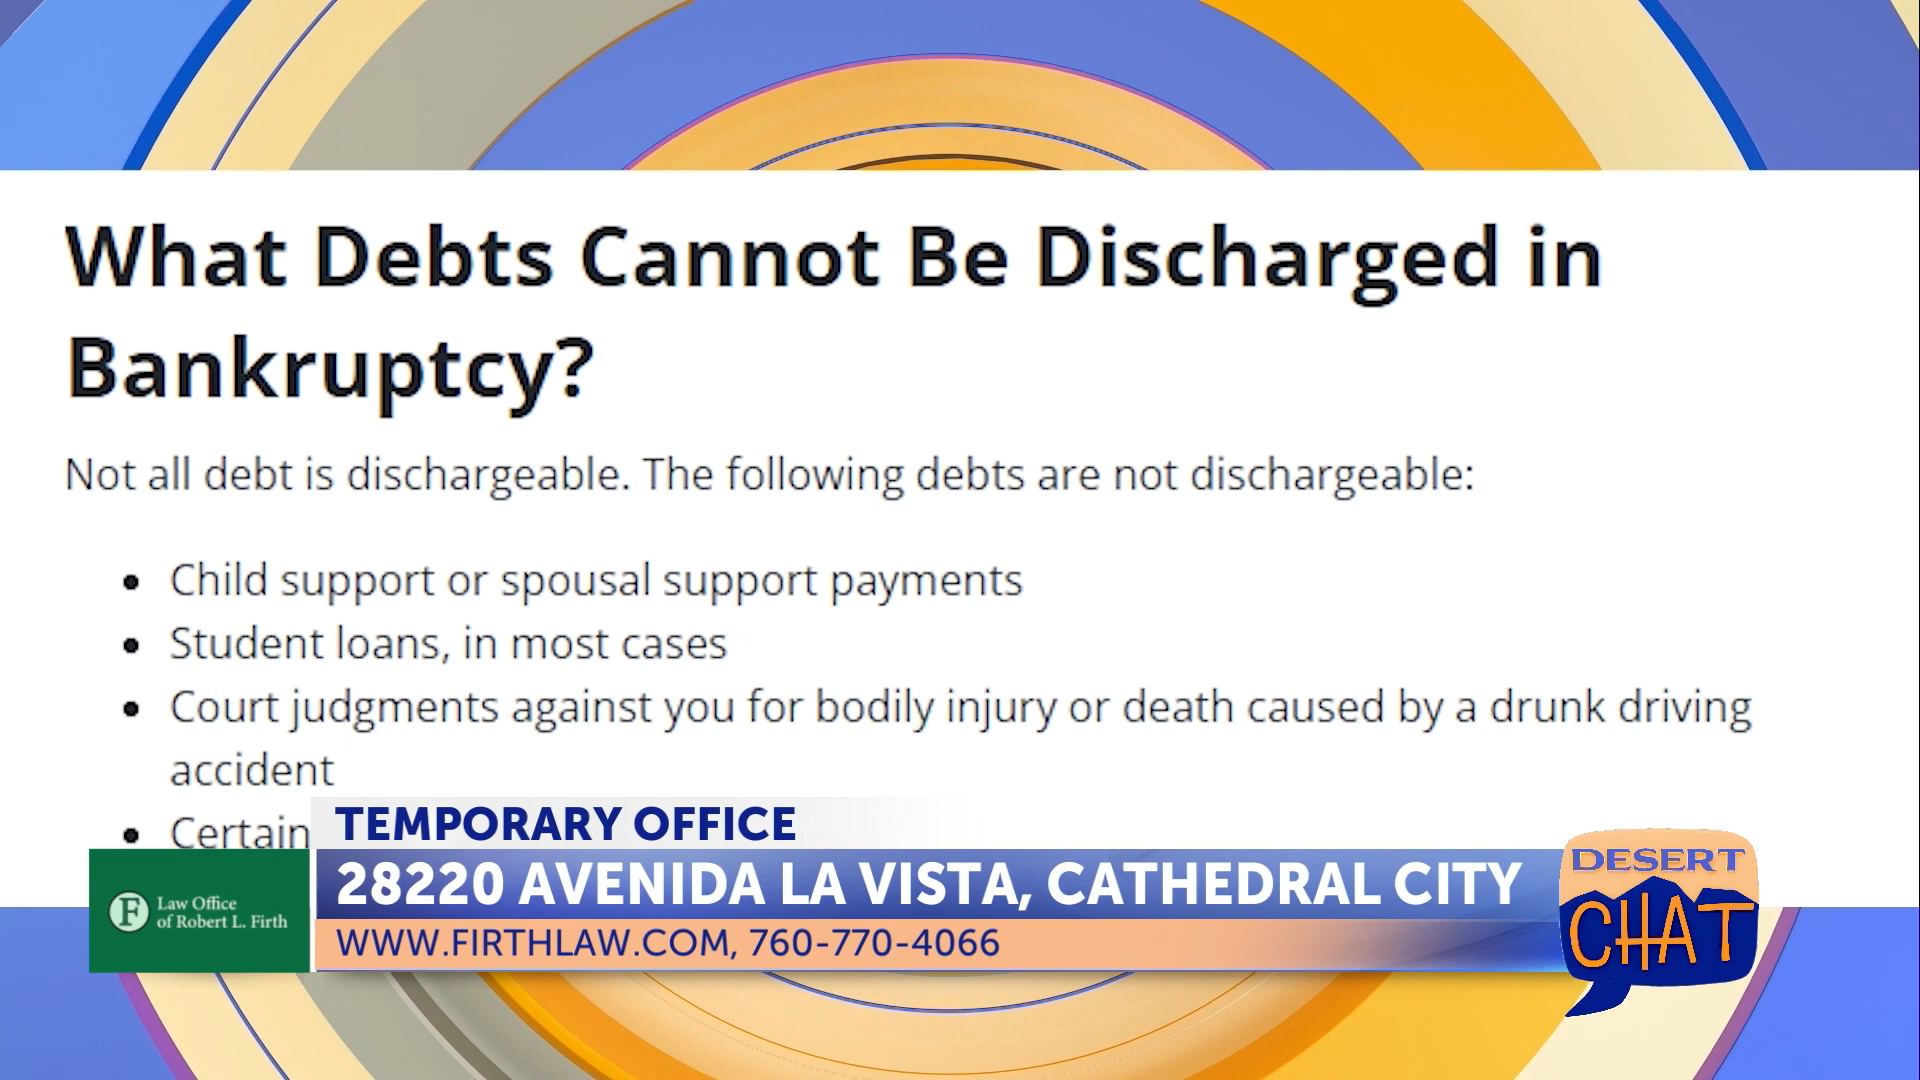 What Debts Cannot Be Discharged in
Bankruptcy?
Not all debt is dischargeable. The following debts are not dischargeable:
• Child support or spousal support payments
• Student loans, in most cases
• Court judgments against you for bodily injury or death caused by a drunk driving
accident
• Certain
TEMPORARY OFFICE
28220 AVENIDA LA VISTA, CATHEDRAL CITY
WWW.FIRTHLAW.COM, 760-770-4066
F
Law Office
of Robert L. Firth
DESERT
CHAT